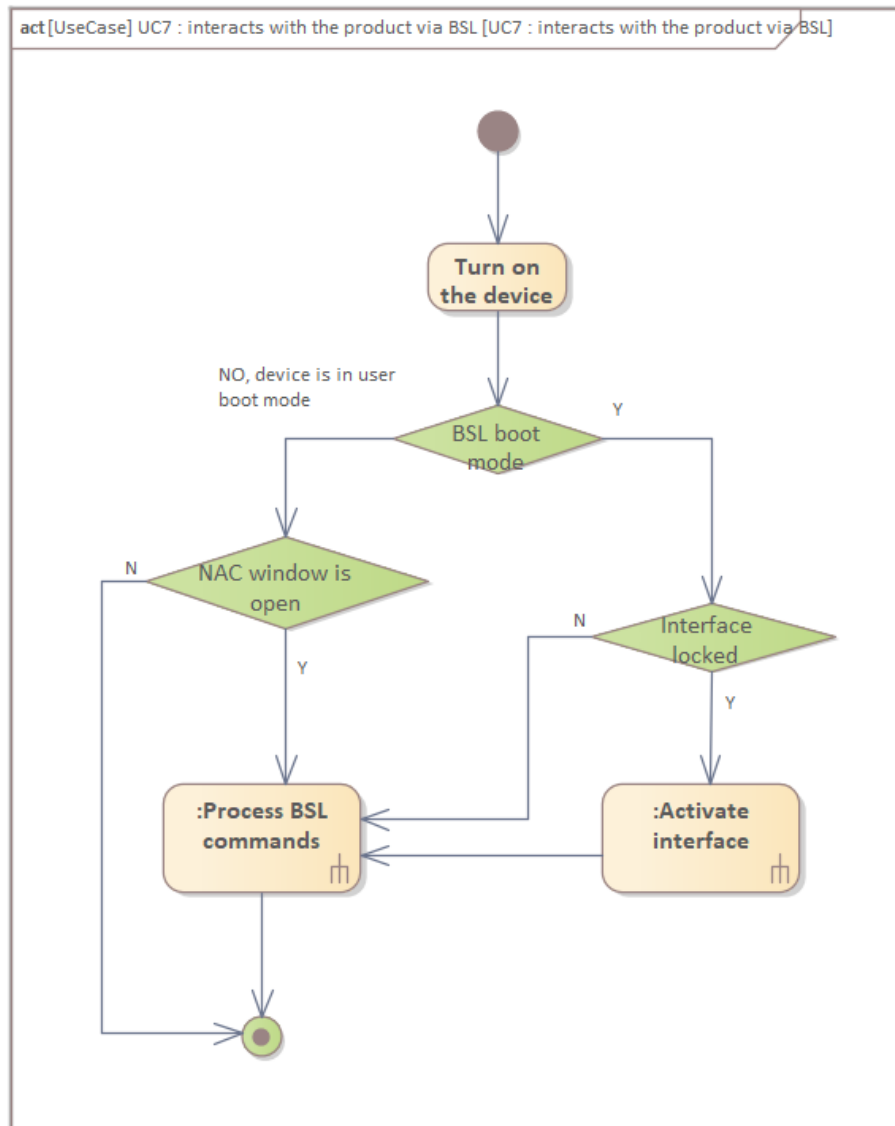 act [UseCase] UC7 : interacts with the product via BSL [UC7 : interacts with the product via BSL]
Turn on
the device
NO, device is in user
boot mode
Y
BSL boot
mode
N
NAC window is
open
N
Interface
locked
Y
Y
:Process BSL
commands
:Activate
interface